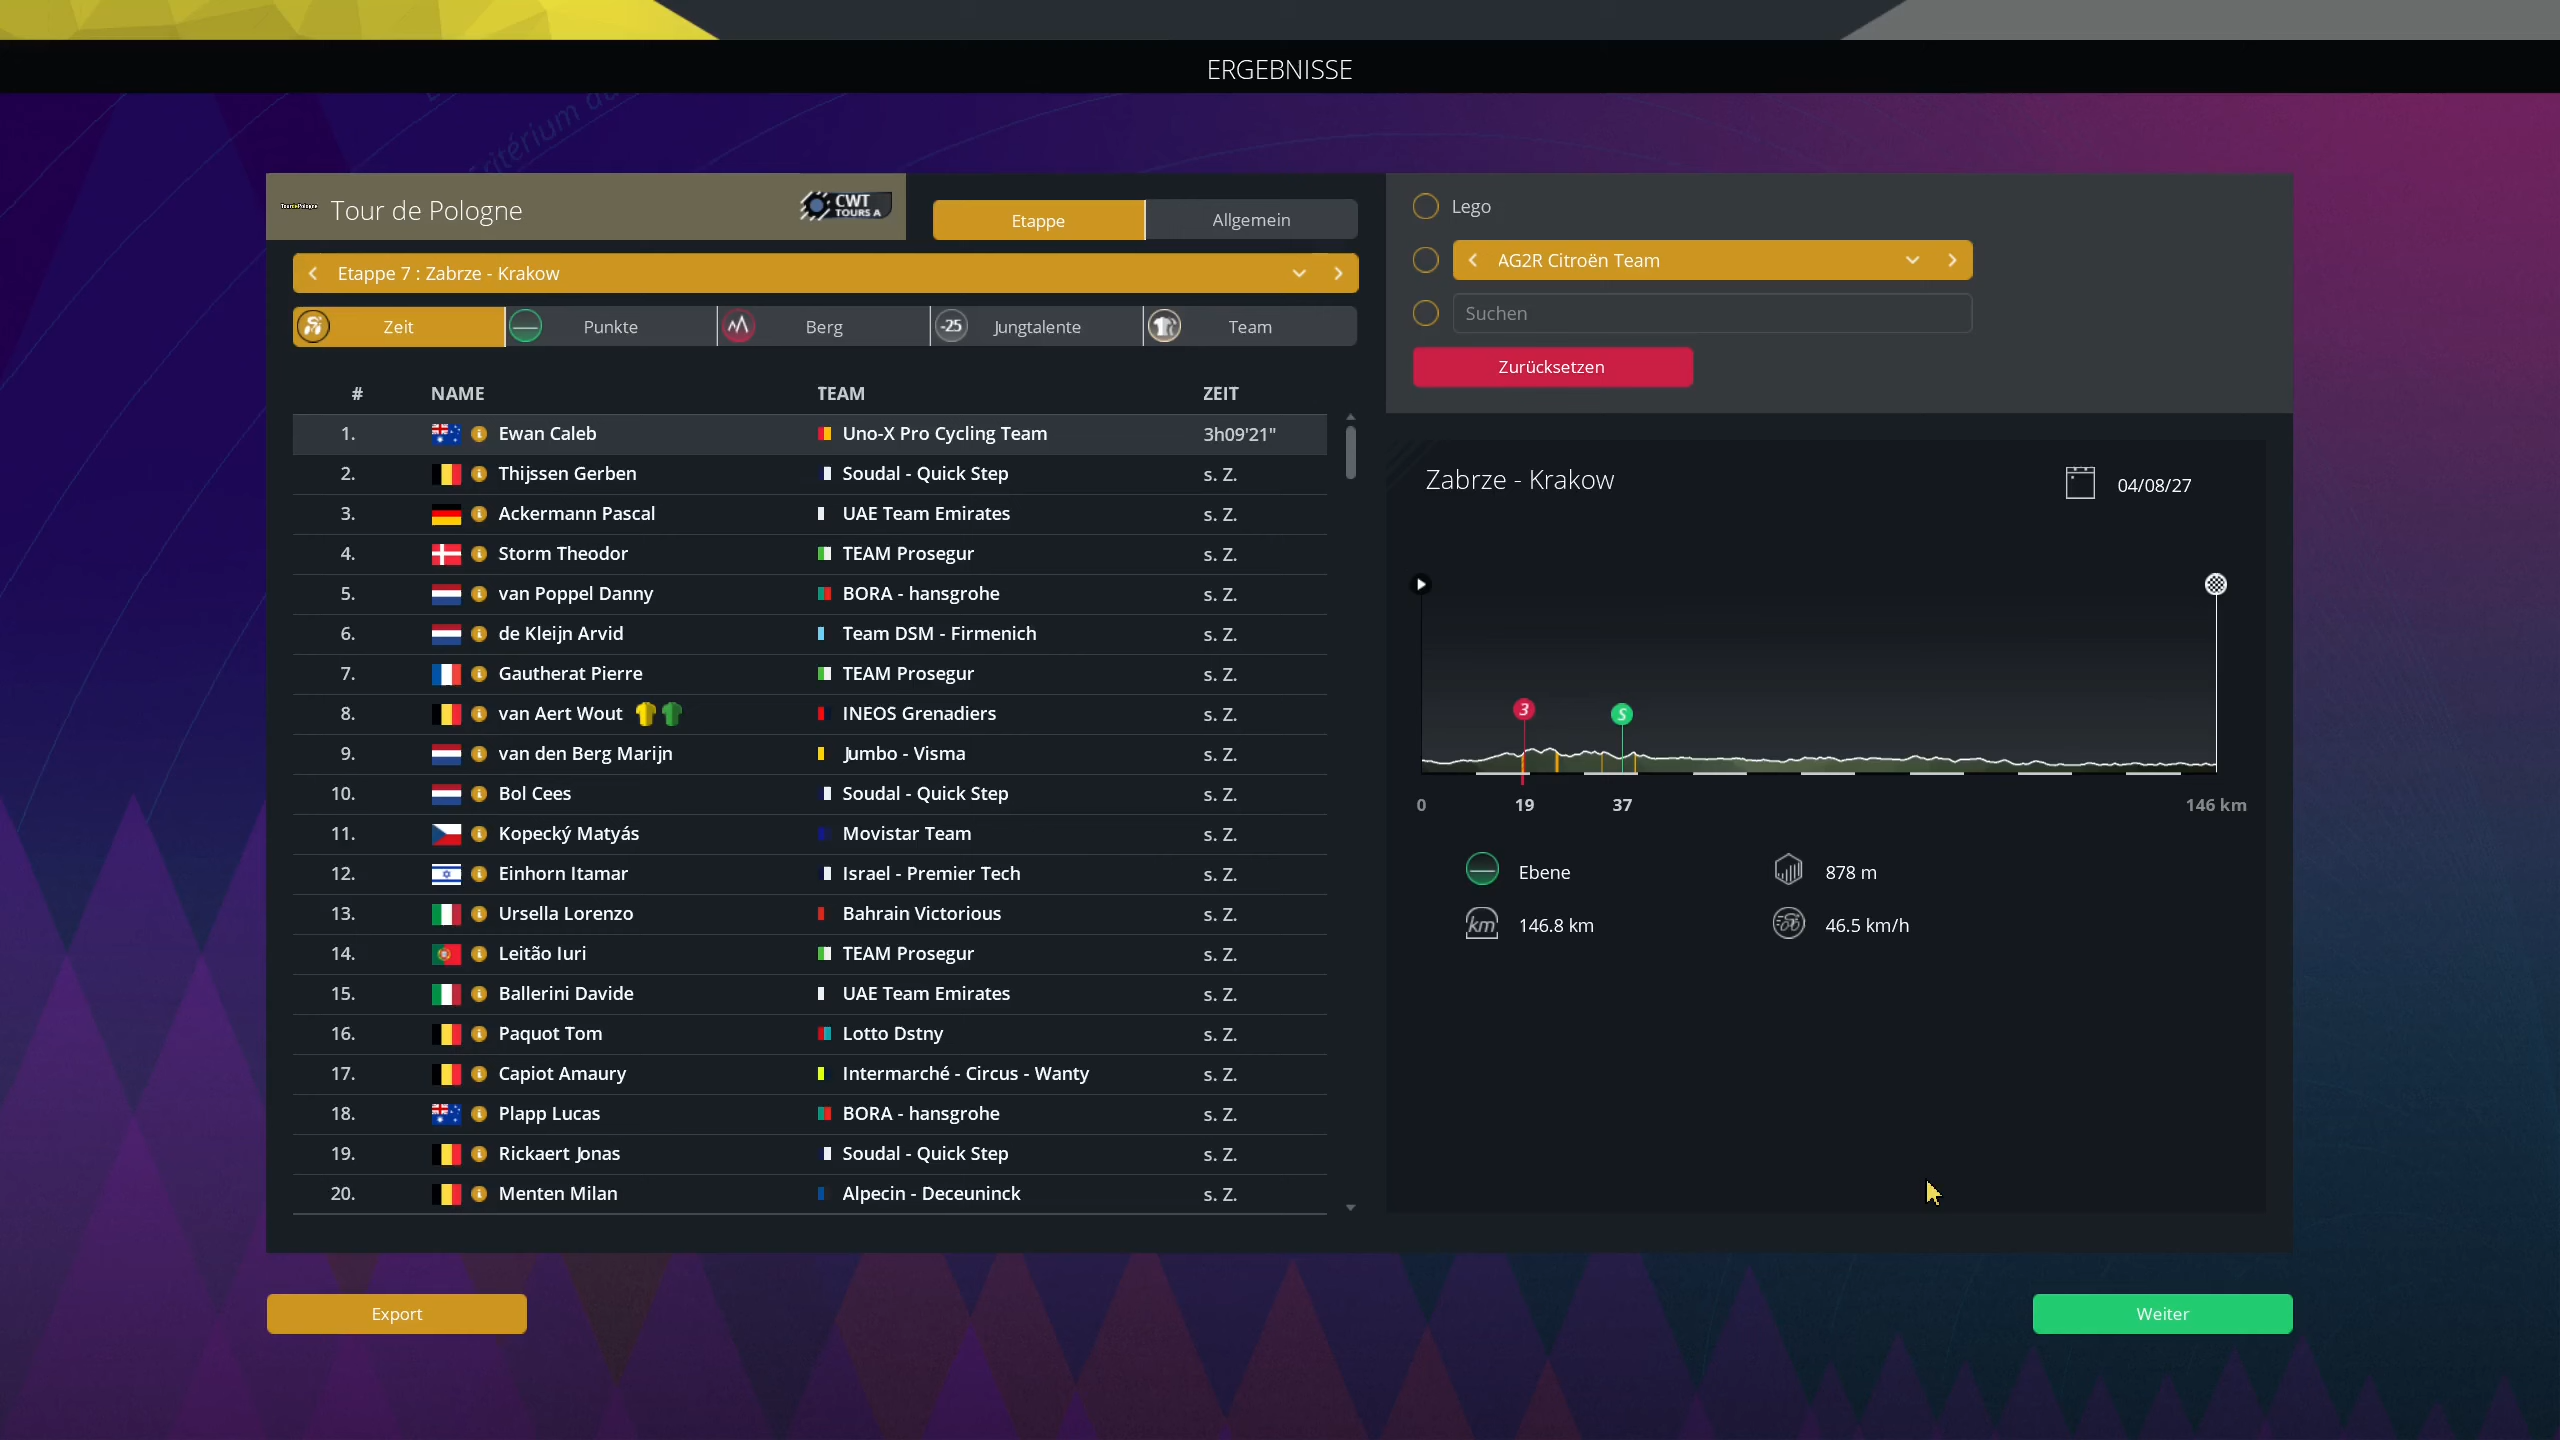 ERGEBNISSE
Tour de Pologne
CWT
TOURS A
Etappe
Allgemein
Etappe 7 : Zabrze - Krakow
Zeit
Punkte
Berg
-25
Jungtalente
Team
# NAME TEAM ZEIT
1. Ewan Caleb Uno-X Pro Cycling Team 3h09'21"
2. Thijssen Gerben Soudal - Quick Step s. Z.
3. Ackermann Pascal UAE Team Emirates s. Z.
4. Storm Theodor TEAM Prosegur s. Z.
5. van Poppel Danny BORA - hansgrohe s. Z.
6. de Kleijn Arvid Team DSM - Firmenich s. Z.
7. Gautherat Pierre TEAM Prosegur s. Z.
8. van Aert Wout INEOS Grenadiers s. Z.
9. van den Berg Marijn Jumbo - Visma s. Z.
10. Bol Cees Soudal - Quick Step s. Z.
11. Kopecký Matyás Movistar Team s. Z.
12. Einhorn Itamar Israel - Premier Tech s. Z.
13. Ursella Lorenzo Bahrain Victorious s. Z.
14. Leitão Iuri TEAM Prosegur s. Z.
15. Ballerini Davide UAE Team Emirates s. Z.
16. Paquot Tom Lotto Dstny s. Z.
17. Capiot Amaury Intermarché - Circus - Wanty s. Z.
18. Plapp Lucas BORA - hansgrohe s. Z.
19. Rickaert Jonas Soudal - Quick Step s. Z.
20. Menten Milan Alpecin - Deceuninck s. Z.
Export
Lego
AG2R Citroën Team
Suchen
Zurücksetzen
Zabrze - Krakow
04/08/27
3
S
0 19 37 146 km
Ebene
878 m
km
146.8 km
46.5 km/h
Weiter